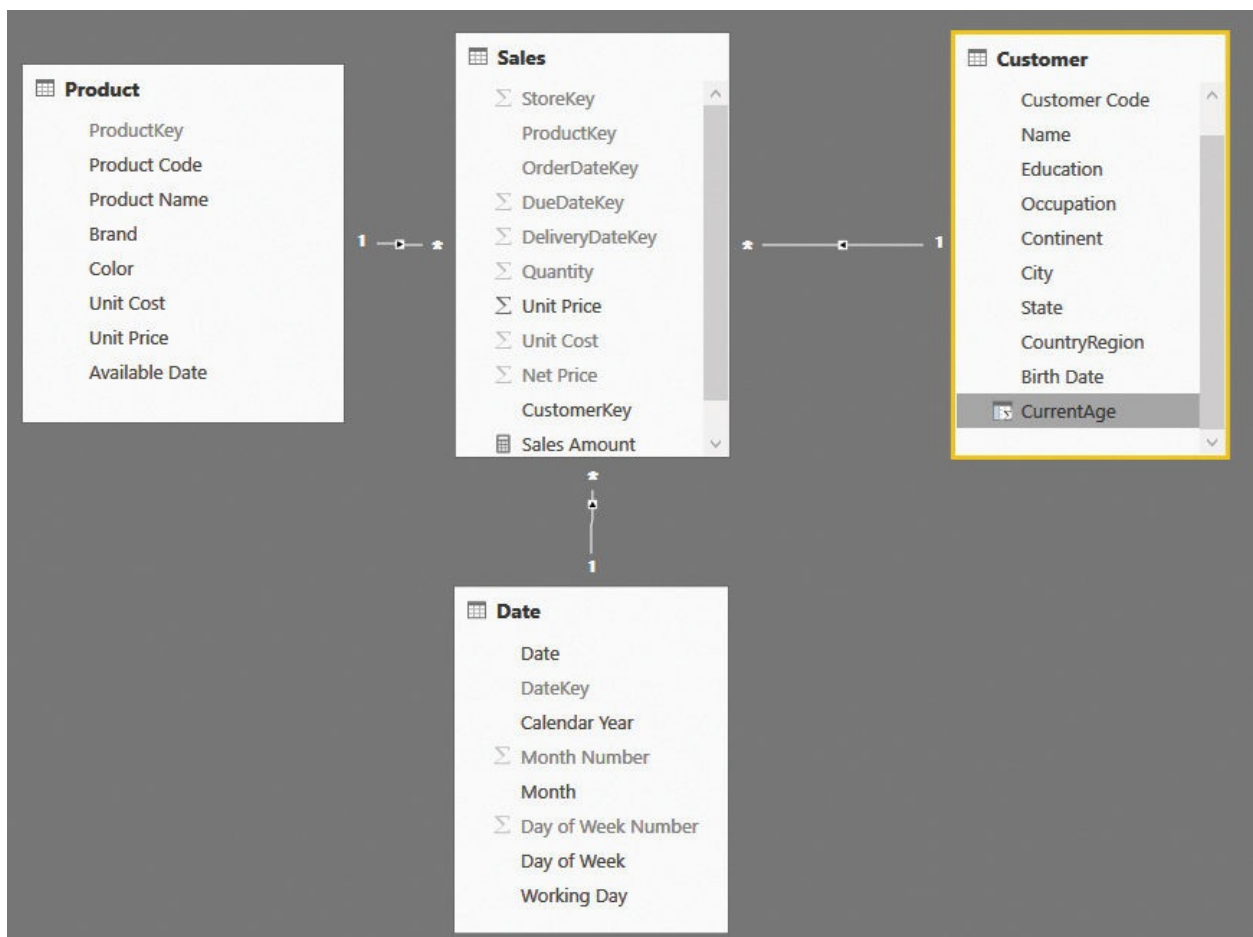 Product
ProductKey
Product Code
Product Name
Brand
Color
Unit Cost
Unit Price
Available Date
1
*
Sales
Σ StoreKey
ProductKey
OrderDateKey
Σ DueDateKey
Σ DeliveryDateKey
Σ Quantity
Σ Unit Price
Σ Unit Cost
Σ Net Price
CustomerKey
Sales Amount
*
1
Customer
Customer Code
Name
Education
Occupation
Continent
City
State
CountryRegion
Birth Date
CurrentAge
*
1
Date
Date
DateKey
Calendar Year
Σ Month Number
Month
Σ Day of Week Number
Day of Week
Working Day